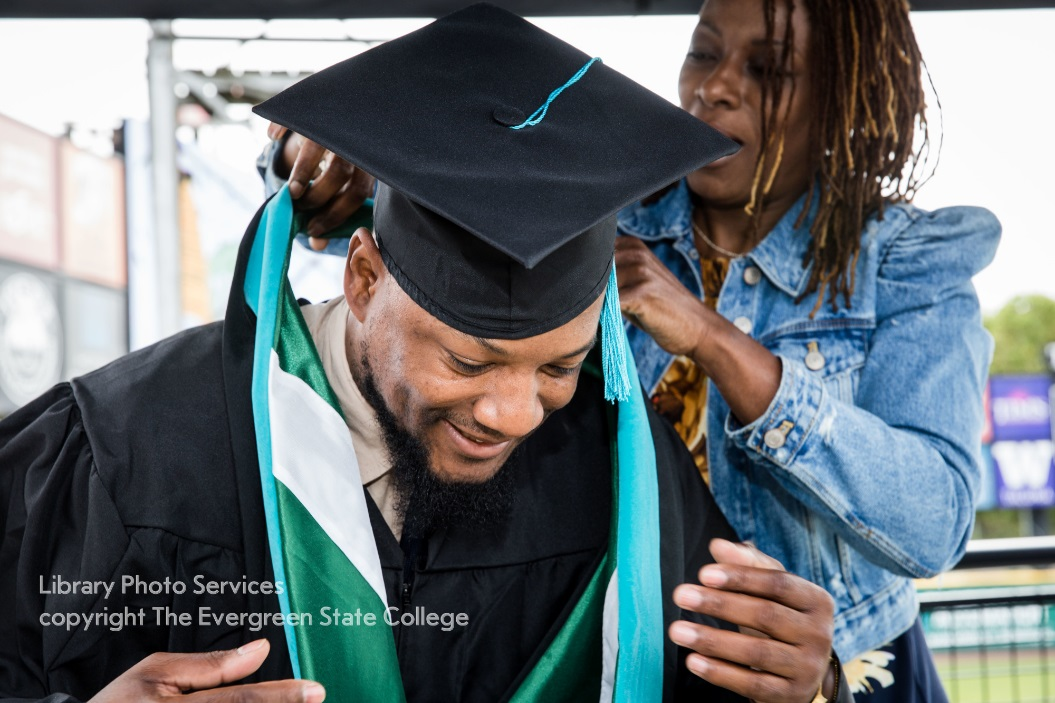 Library Photo Services
copyright The Evergreen State College
W